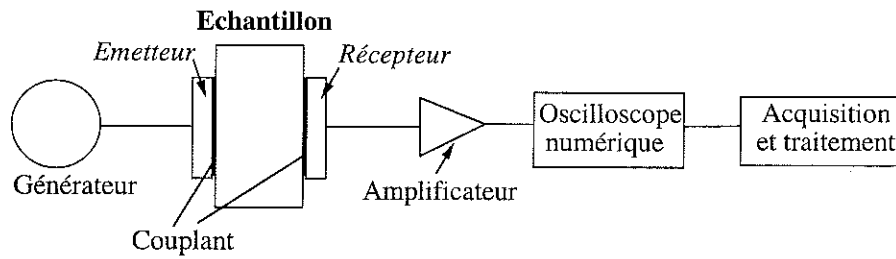 Echantillon
Emetteur
Récepteur
Oscilloscope
numérique
Acquisition
et traitement
Générateur
Amplificateur
Couplant